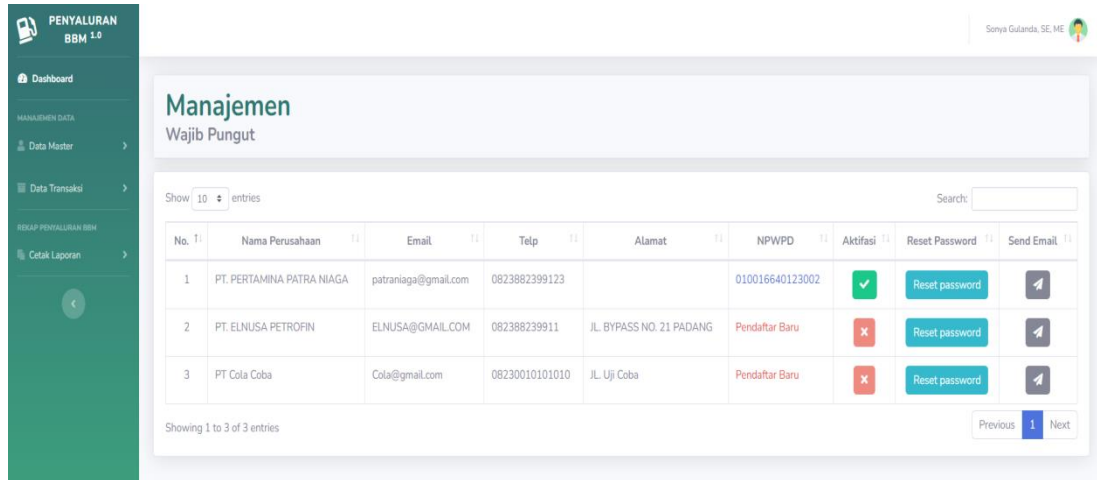 PENYALURAN
BBM 1.0
Sonya Gulanda, SE, ME
Dashboard
MANAJEMEN DATA
Data Master
Data Transaksi
REKAP PENYALURAN BBM
Cetak Laporan
Manajemen
Wajib Pungut
Show 10 entries
Search:
No. Nama Perusahaan Email Telp Alamat NPWPD Aktifasi Reset Password Send Email
1 PT. PERTAMINA PATRA NIAGA patraniaga@gmail.com 0823882399123 010016640123002 Reset password
2 PT. ELNUSA PETROFIN ELNUSA@GMAIL.COM 082388239911 JL. BYPASS NO. 21 PADANG Pendaftar Baru Reset password
3 PT Cola Coba Cola@gmail.com 08230010101010 JL. Uji Coba Pendaftar Baru Reset password
Showing 1 to 3 of 3 entries
Previous 1 Next